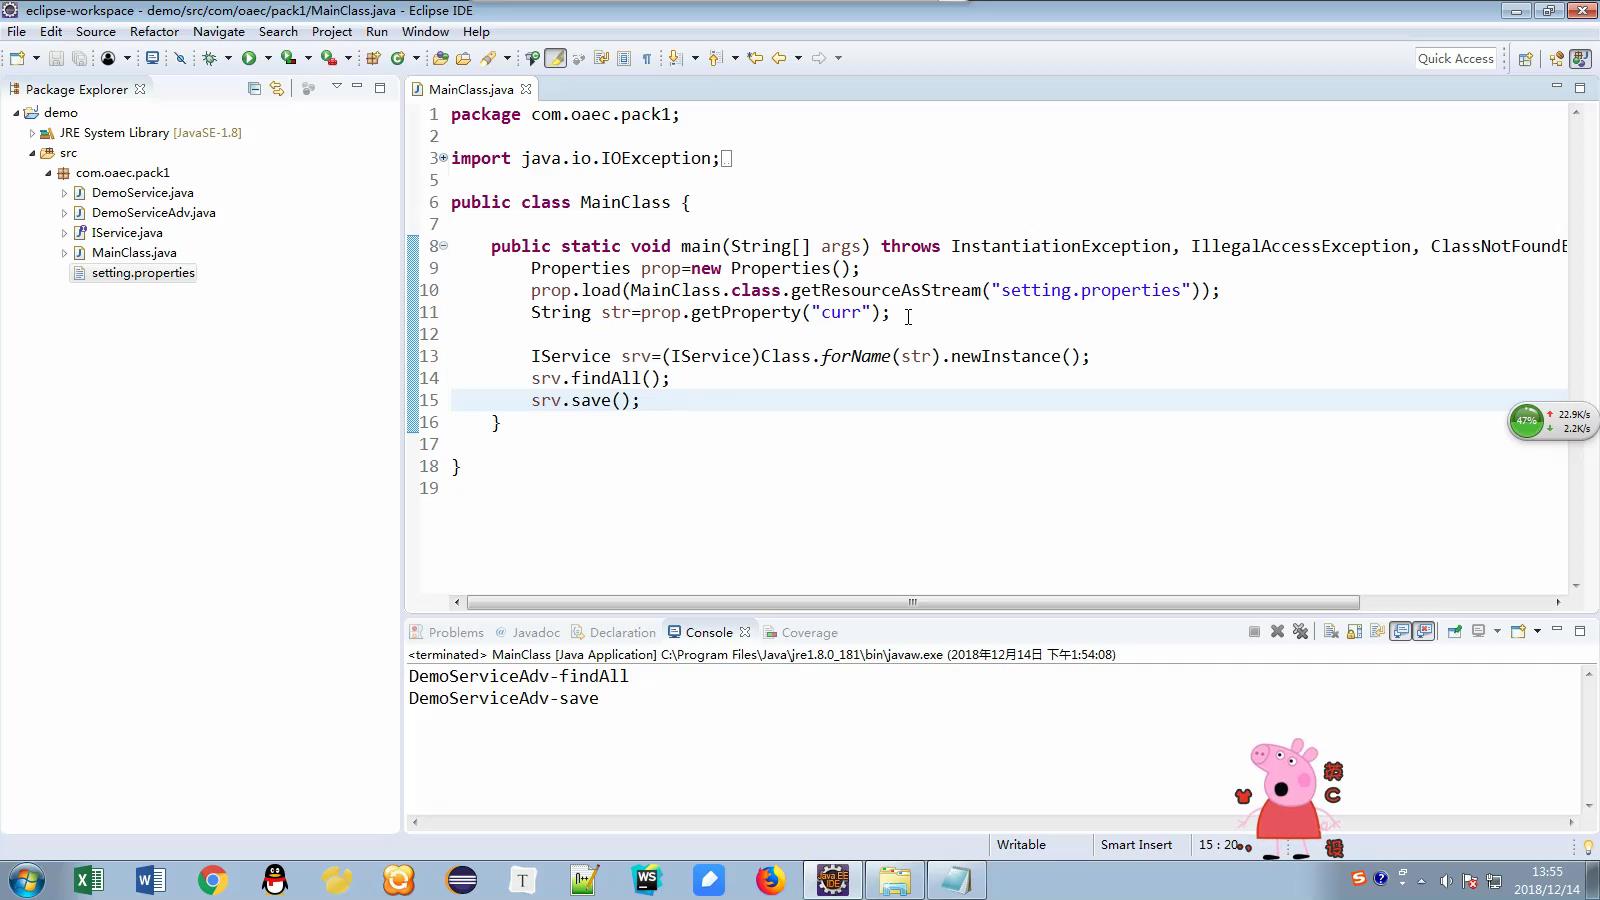 eclipse-workspace - demo/src/com/oaec/pack1/MainClass.java - Eclipse IDE
File Edit Source Refactor Navigate Search Project Run Window Help
Quick Access
Package Explorer
demo
JRE System Library [JavaSE-1.8]
src
com.oaec.pack1
DemoService.java
DemoServiceAdv.java
IService.java
MainClass.java
setting.properties
MainClass.java
1 package com.oaec.pack1;
2
3 import java.io.IOException;
5
6 public class MainClass {
7
8 public static void main(String[] args) throws InstantiationException, IllegalAccessException, ClassNotFoundE
9 Properties prop=new Properties();
10 prop.load(MainClass.class.getResourceAsStream("setting.properties"));
11 String str=prop.getProperty("curr");
12
13 IService srv=(IService)Class.forName(str).newInstance();
14 srv.findAll();
15 srv.save();
16 }
17
18 }
19
47% 22.9K/s
2.2K/s
Problems Javadoc Declaration Console Coverage
<terminated> MainClass [Java Application] C:\Program Files\Java\jre1.8.0_181\bin\javaw.exe (2018年12月14日 下午1:54:08)
DemoServiceAdv-findAll
DemoServiceAdv-save
英
C
设
Writable Smart Insert 15 : 20
13:55
2018/12/14